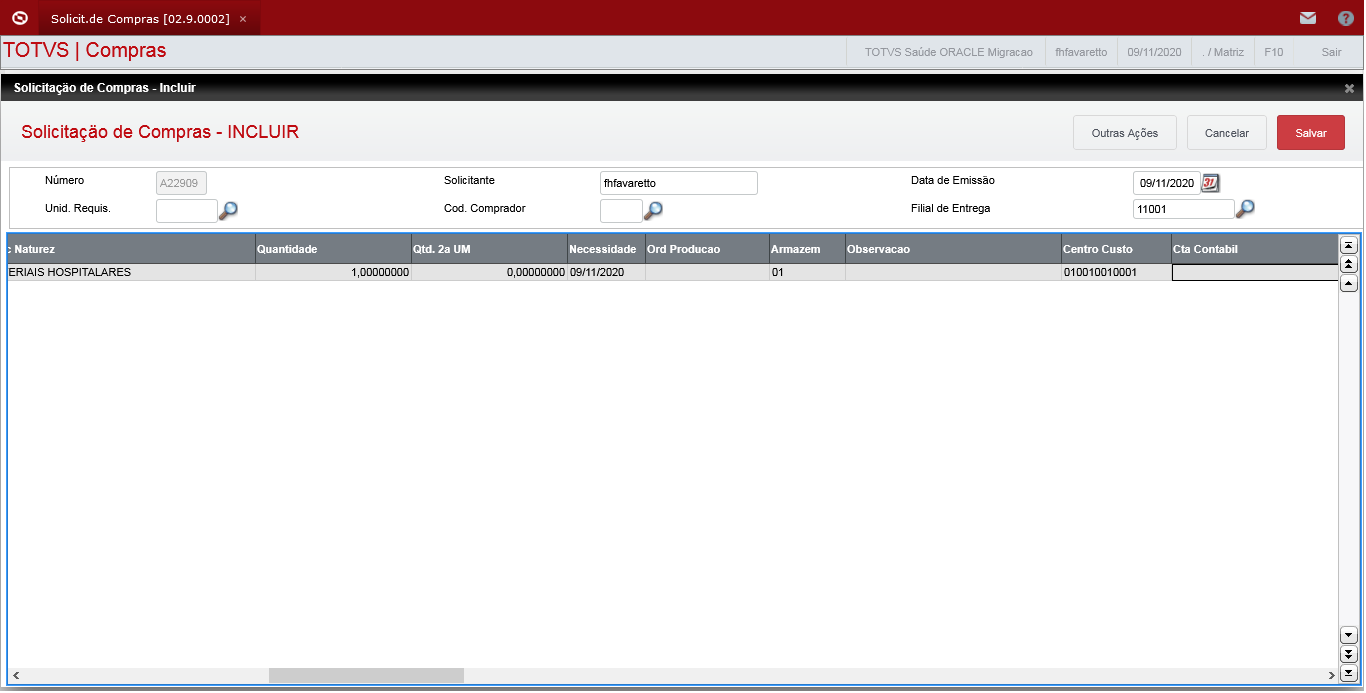 Solicit.de Compras [02.9.0002] ×
TOTVS | Compras
TOTVS Saúde ORACLE Migracao fhfavaretto 09/11/2020 . / Matriz F10 Sair
Solicitação de Compras - Incluir
Solicitação de Compras - INCLUIR
Outras Ações Cancelar Salvar
Número A22909 Solicitante fhfavaretto Data de Emissão 09/11/2020 31
Unid. Requis. Cod. Comprador Filial de Entrega 11001
c Naturez Quantidade Qtd. 2a UM Necessidade Ord Producao Armazem Observacao Centro Custo Cta Contabil
ERIAIS HOSPITALARES 1,00000000 0,00000000 09/11/2020 01 010010010001